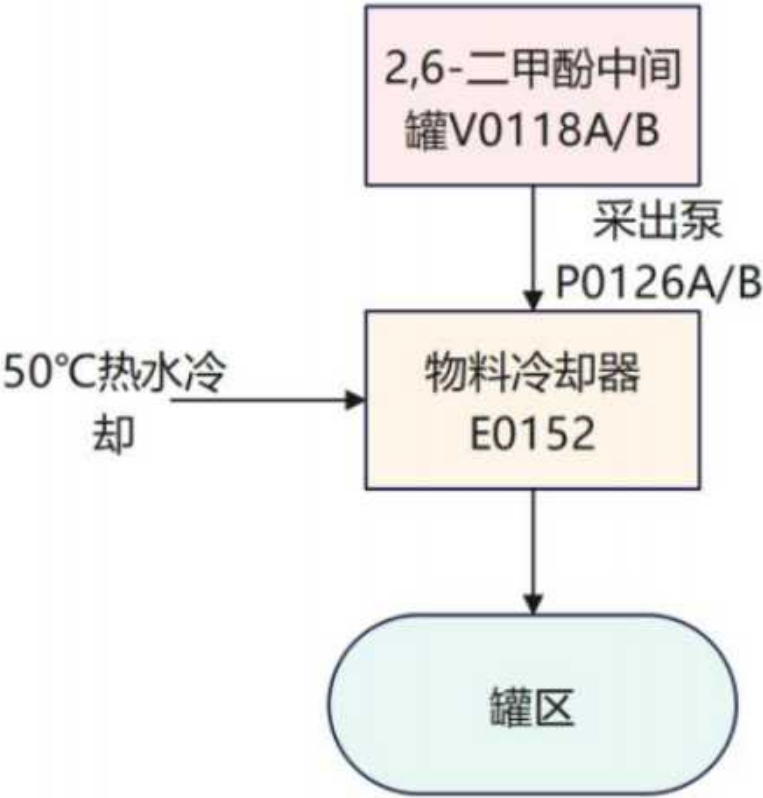 2,6-二甲酚中间
罐V0118A/B
采出泵
P0126A/B
50℃热水冷
却
物料冷却器
E0152
罐区